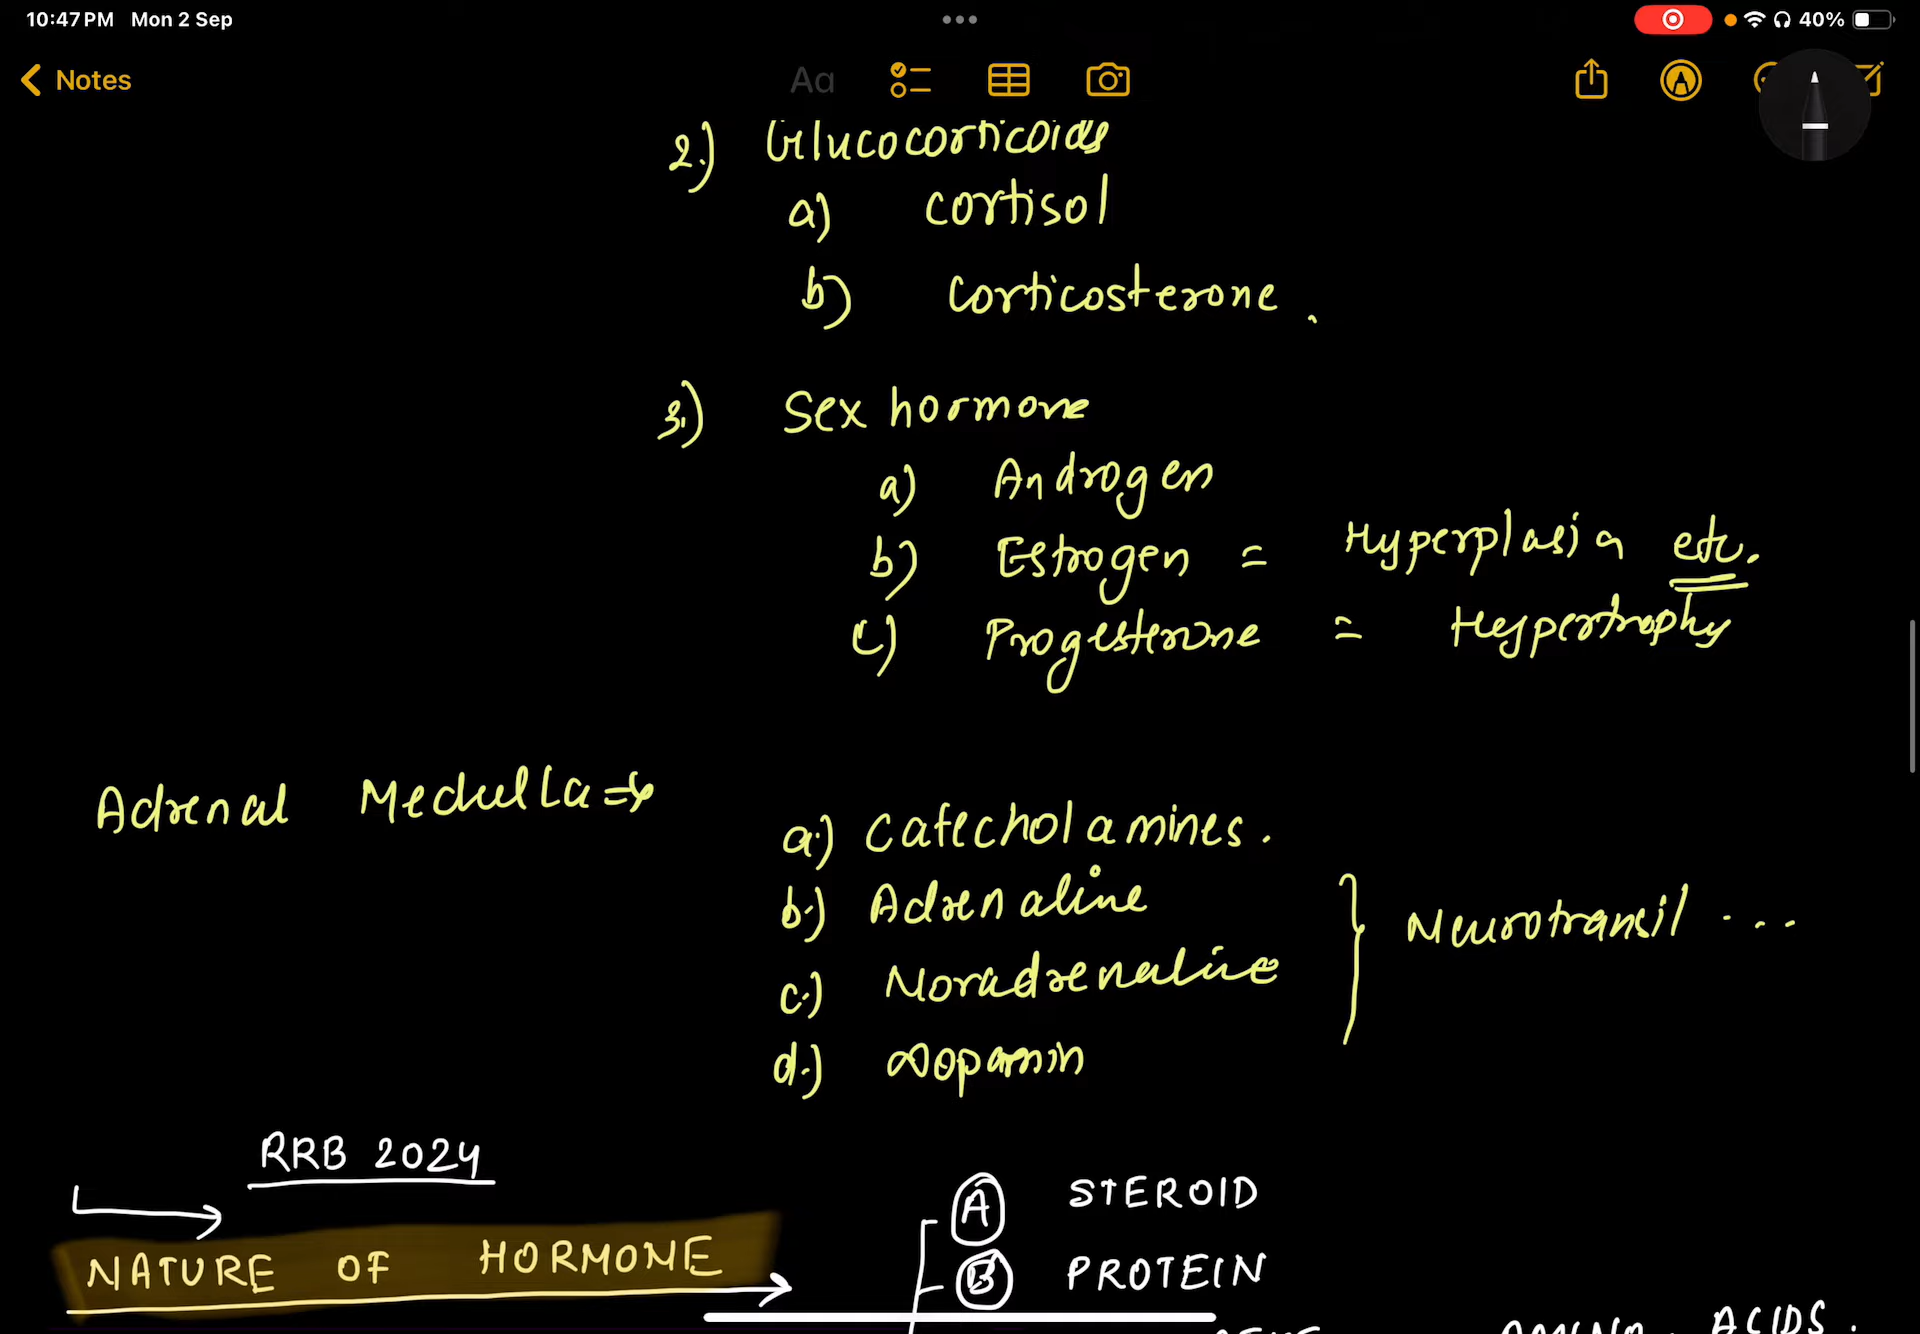 10:47 PM Mon 2 Sep
40%
Notes
Aa
2.) Glucocorticoids
a) cortisol
b) Corticosterone.
3.) Sex hormone
a) Androgen
b) Estrogen = Hyperplasia etc.
c) Progesterone = Hypertrophy
Adrenal Medulla ⇒
a.) Catecholamines.
b.) Adrenaline
c.) Noradrenaline } Neurotransil ...
d.) Dopamin
RRB 2024
NATURE OF HORMONE
A STEROID
B PROTEIN
AMINO ACIDS.